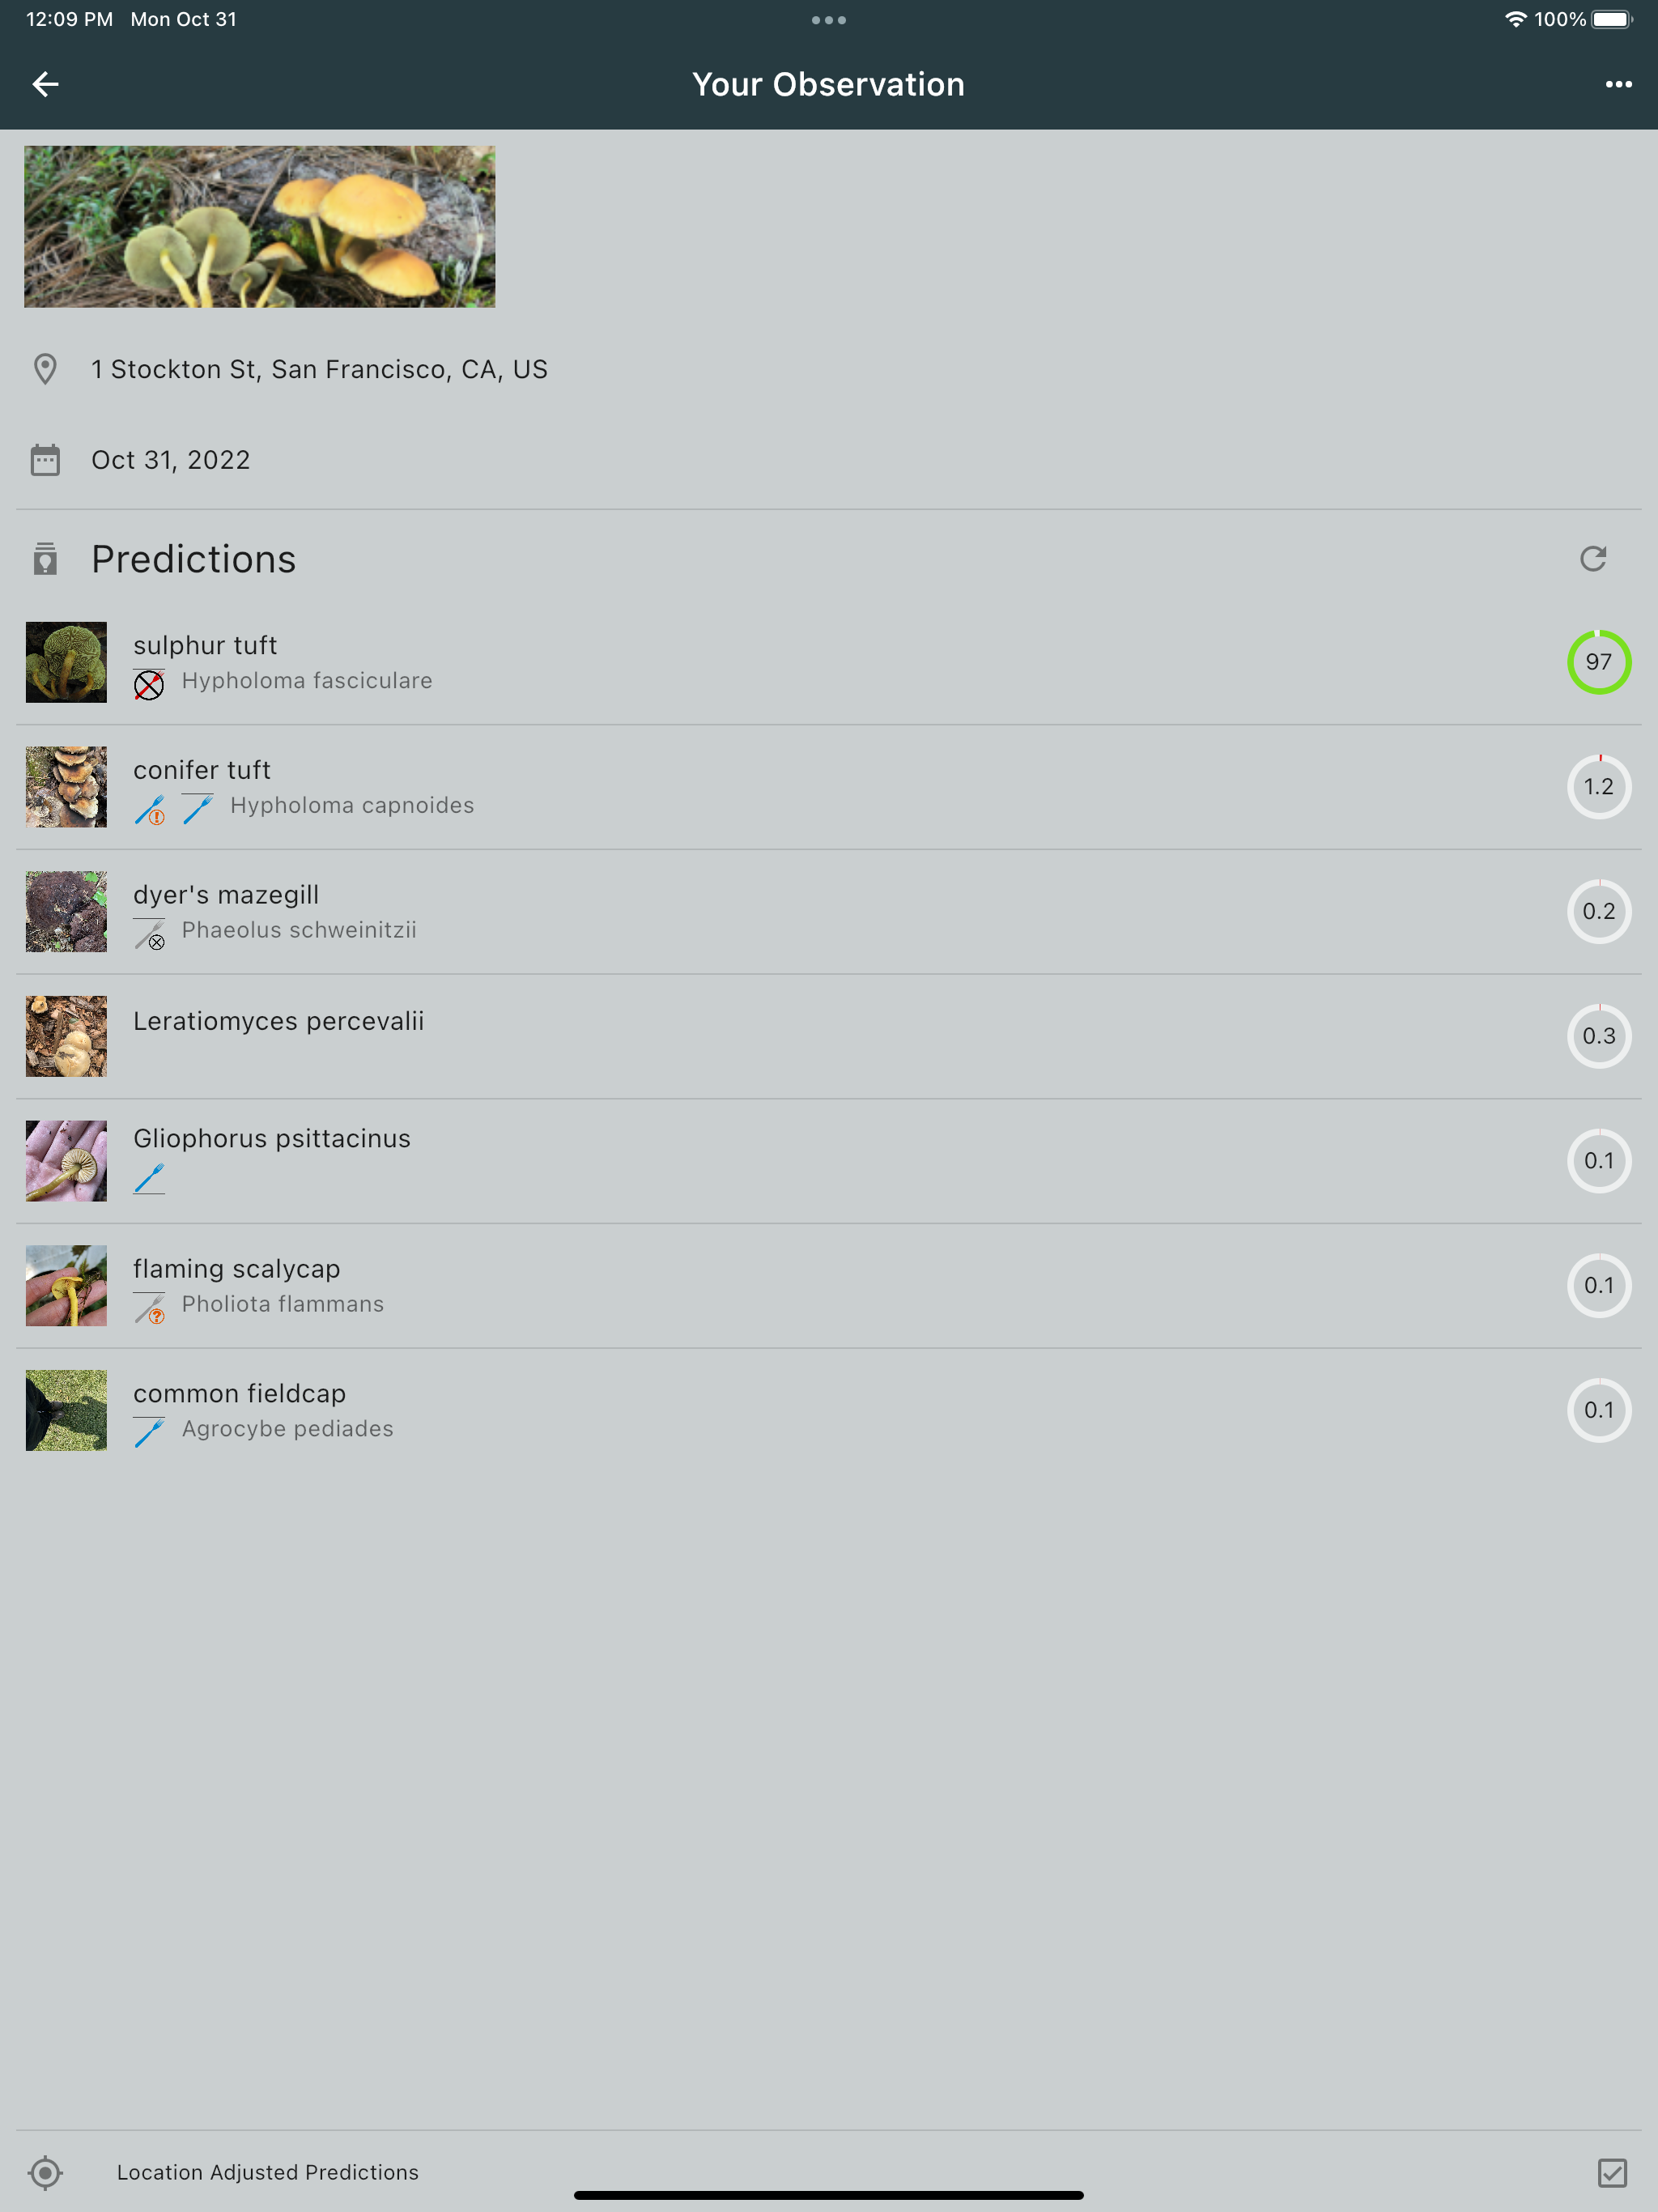 12:09 PM Mon Oct 31
100%
Your Observation
1 Stockton St, San Francisco, CA, US
Oct 31, 2022
Predictions
sulphur tuft
Hypholoma fasciculare
97
conifer tuft
Hypholoma capnoides
1.2
dyer's mazegill
Phaeolus schweinitzii
0.2
Leratiomyces percevalii
0.3
Gliophorus psittacinus
0.1
flaming scalycap
Pholiota flammans
0.1
common fieldcap
Agrocybe pediades
0.1
Location Adjusted Predictions